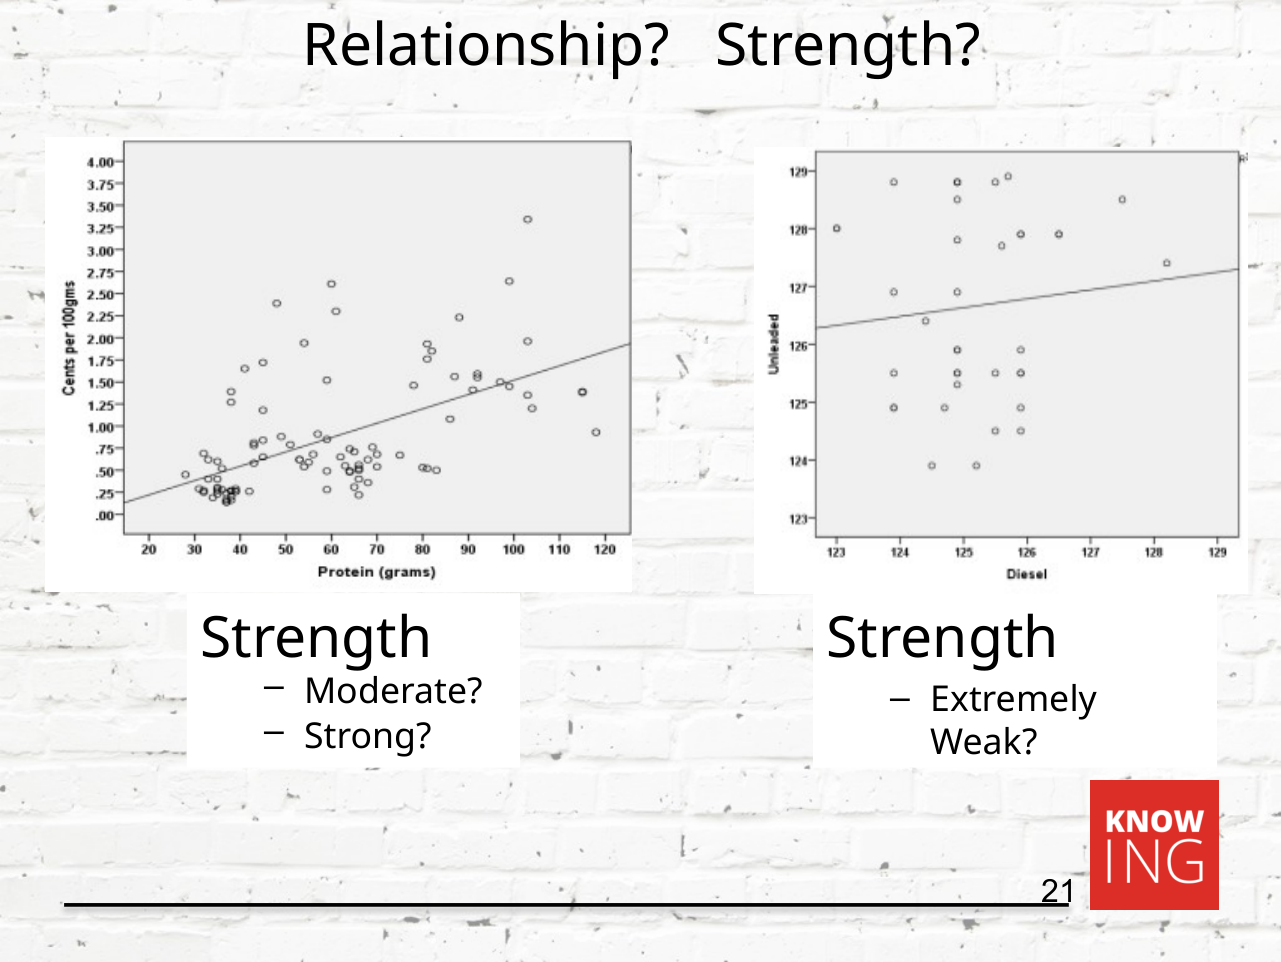 Relationship?   Strength?
4.00
3.75
3.50
3.25
3.00
2.75
2.50
2.25
2.00
1.75
1.50
1.25
1.00
.75
.50
.25
.00
Cents per 100gms
20 30 40 50 60 70 80 90 100 110 120
Protein (grams)
129
128
127
126
125
124
123
Unleaded
123 124 125 126 127 128 129
Diesel
Strength
– Moderate?
– Strong?
Strength
– Extremely
Weak?
KNOW
ING
21